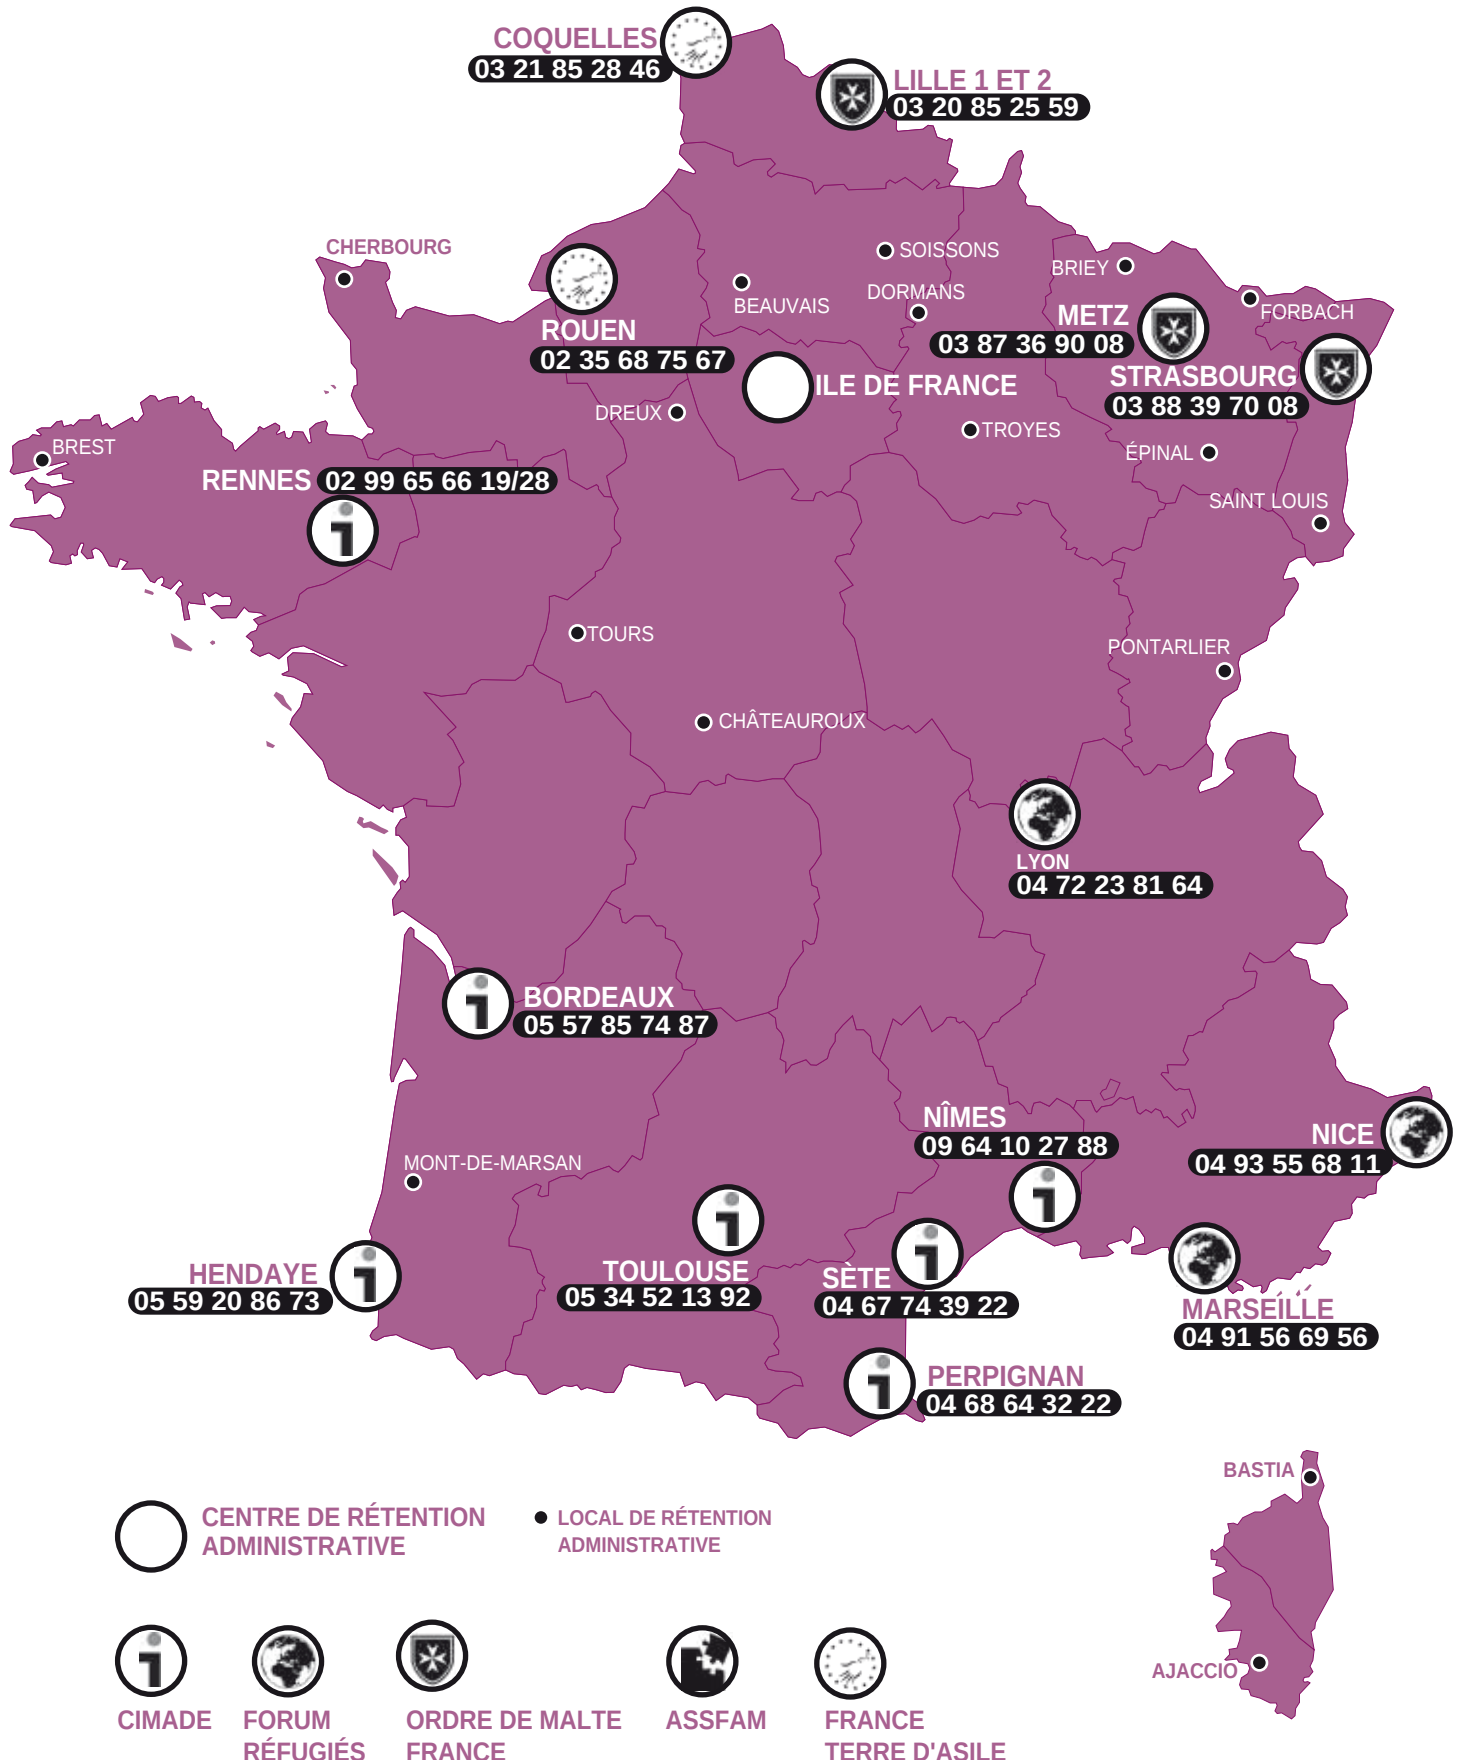 COQUELLES
03 21 85 28 46
LILLE 1 ET 2
03 20 85 25 59
CHERBOURG
SOISSONS
BRIEY
BEAUVAIS
DORMANS
FORBACH
ROUEN
02 35 68 75 67
METZ
03 87 36 90 08
STRASBOURG
03 88 39 70 08
ILE DE FRANCE
DREUX
TROYES
BREST
ÉPINAL
RENNES 02 99 65 66 19/28
SAINT LOUIS
TOURS
PONTARLIER
CHÂTEAUROUX
LYON
04 72 23 81 64
BORDEAUX
05 57 85 74 87
NÎMES
09 64 10 27 88
NICE
04 93 55 68 11
MONT-DE-MARSAN
HENDAYE
05 59 20 86 73
TOULOUSE
05 34 52 13 92
SÈTE
04 67 74 39 22
MARSEILLE
04 91 56 69 56
PERPIGNAN
04 68 64 32 22
BASTIA
AJACCIO
CENTRE DE RÉTENTION
ADMINISTRATIVE
LOCAL DE RÉTENTION
ADMINISTRATIVE
CIMADE
FORUM
RÉFUGIÉS
ORDRE DE MALTE
FRANCE
ASSFAM
FRANCE
TERRE D'ASILE